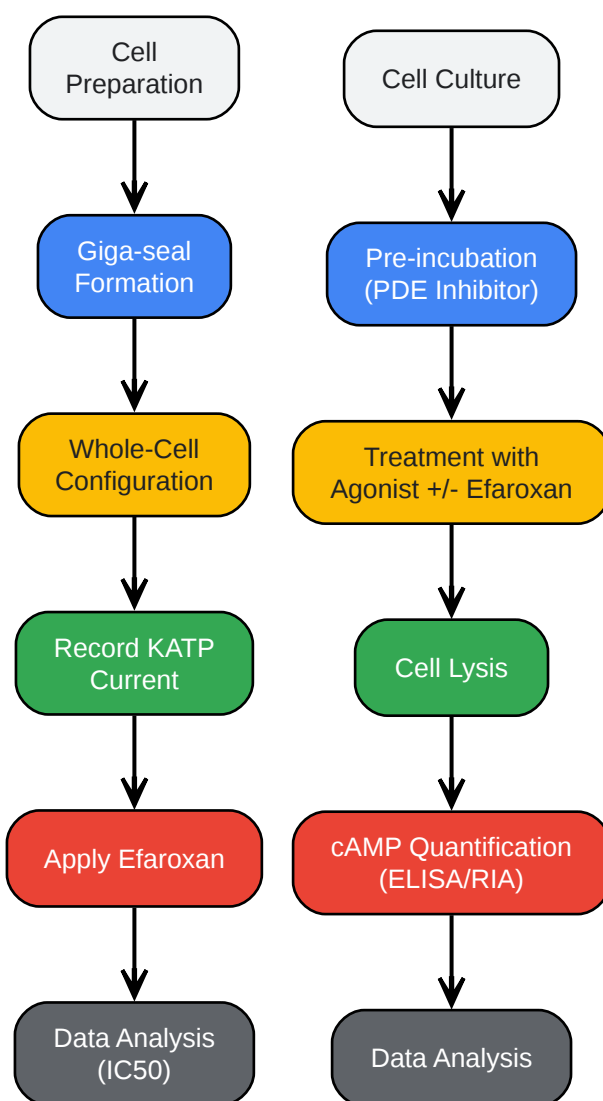 Cell
Preparation
Giga-seal
Formation
Whole-Cell
Configuration
Record KATP
Current
Apply Efaroxan
Data Analysis
(IC50)
Cell Culture
Pre-incubation
(PDE Inhibitor)
Treatment with
Agonist +/- Efaroxan
Cell Lysis
cAMP Quantification
(ELISA/RIA)
Data Analysis